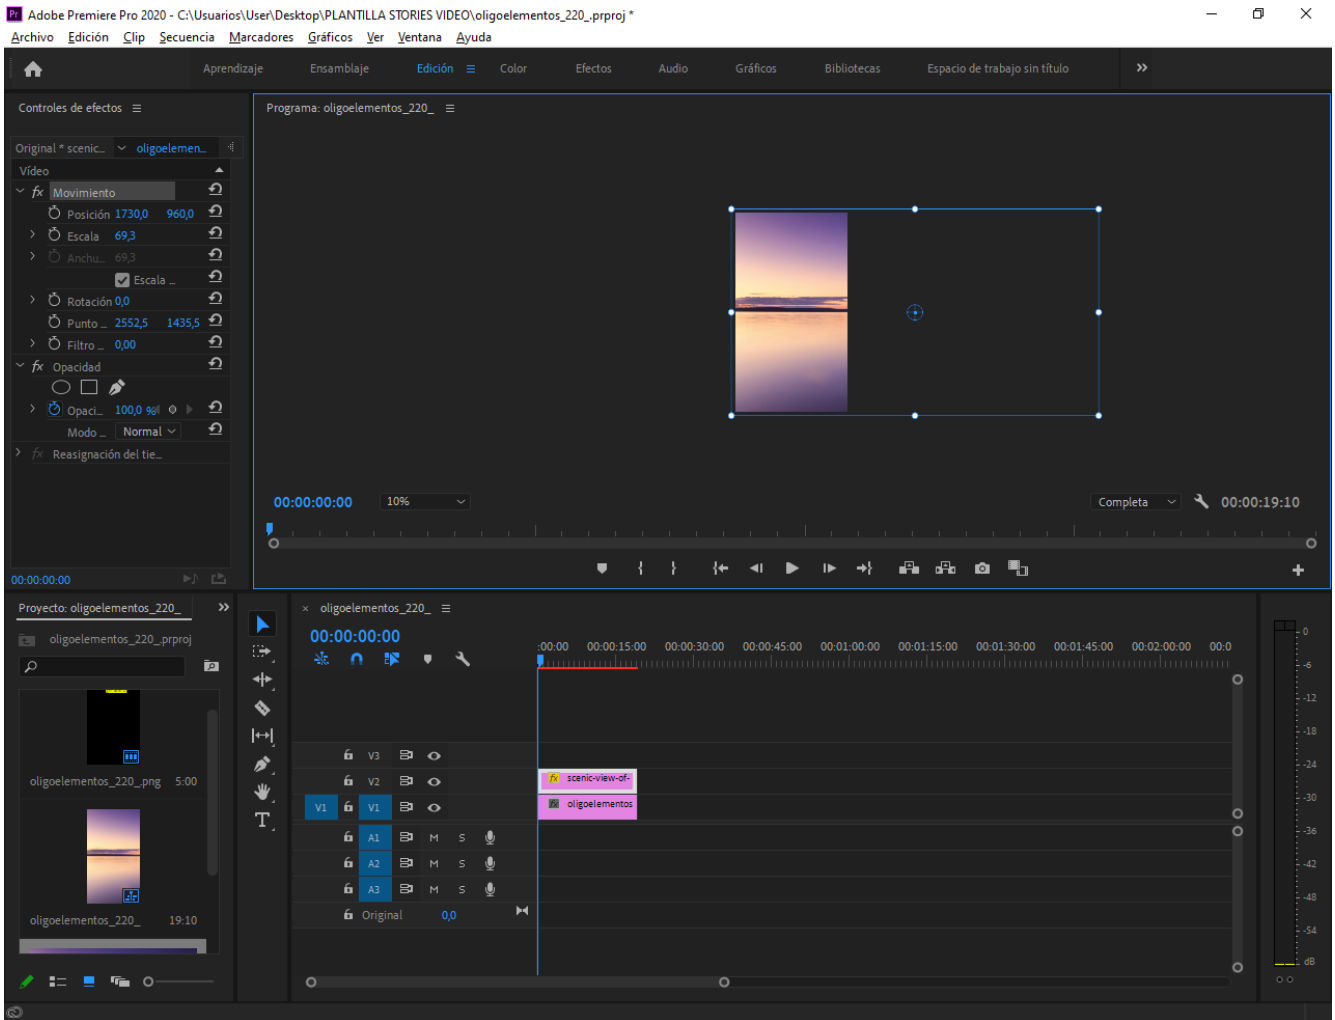 Pr Adobe Premiere Pro 2020 - C:\Usuarios\User\Desktop\PLANTILLA STORIES VIDEO\oligoelementos_220_.prproj *
Archivo Edición Clip Secuencia Marcadores Gráficos Ver Ventana Ayuda
Aprendizaje Ensamblaje Edición Color Efectos Audio Gráficos Bibliotecas Espacio de trabajo sin título
Controles de efectos
Original * scenic... oligoelemen...
Vídeo
fx Movimiento
Posición 1730,0 960,0
Escala 69,3
Anchu... 69,3
Escala ...
Rotación 0,0
Punto ... 2552,5 1435,5
Filtro ... 0,00
fx Opacidad
Opaci... 100,0 %
Modo ... Normal
fx Reasignación del tie...
00:00:00:00
Programa: oligoelementos_220_
00:00:00:00 10% Completa 00:00:19:10
Proyecto: oligoelementos_220_
oligoelementos_220_.prproj
oligoelementos_220_.png 5:00
oligoelementos_220_ 19:10
× oligoelementos_220_
00:00:00:00
:00:00 00:00:15:00 00:00:30:00 00:00:45:00 00:01:00:00 00:01:15:00 00:01:30:00 00:01:45:00 00:02:00:00 00:0
V3
V2 fx scenic-view-of-
V1 V1 fx oligoelementos
A1 M S
A2 M S
A3 M S
Original 0,0
T
0
-6
-12
-18
-24
-30
-36
-42
-48
-54
dB